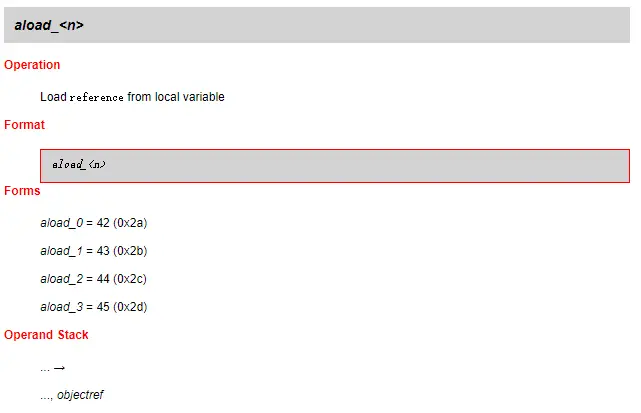 aload_<n>
Operation
Load reference from local variable
Format
aload_<n>
Forms
aload_0 = 42 (0x2a)
aload_1 = 43 (0x2b)
aload_2 = 44 (0x2c)
aload_3 = 45 (0x2d)
Operand Stack
... →
..., objectref